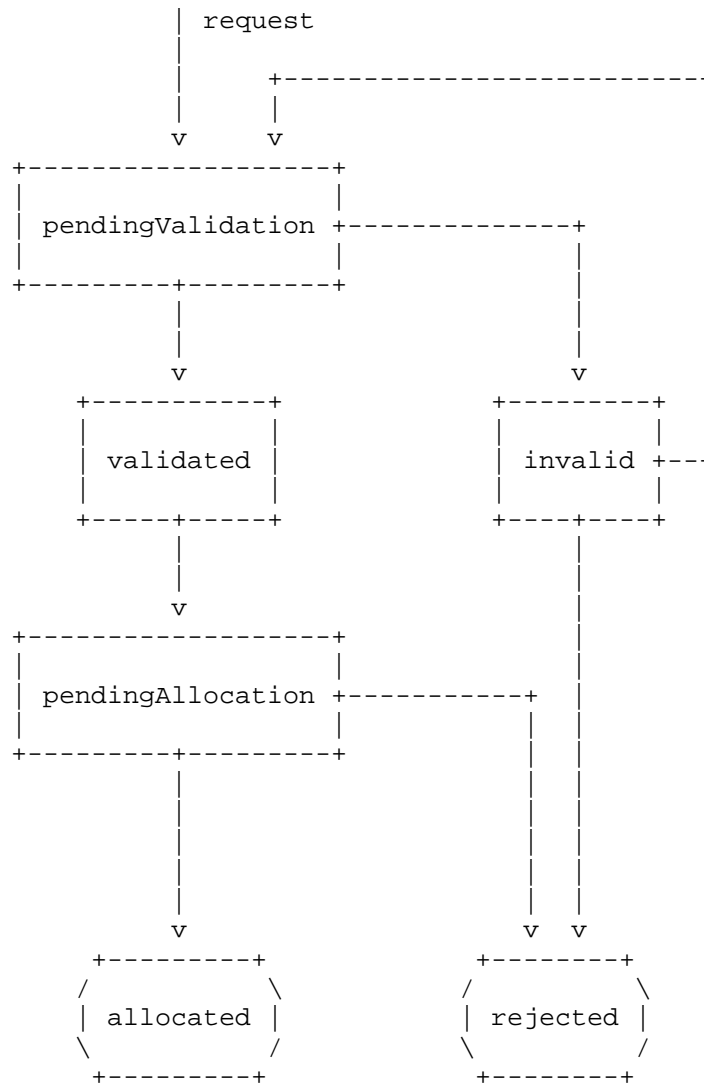 request
pendingValidation
validated
invalid
pendingAllocation
allocated
rejected